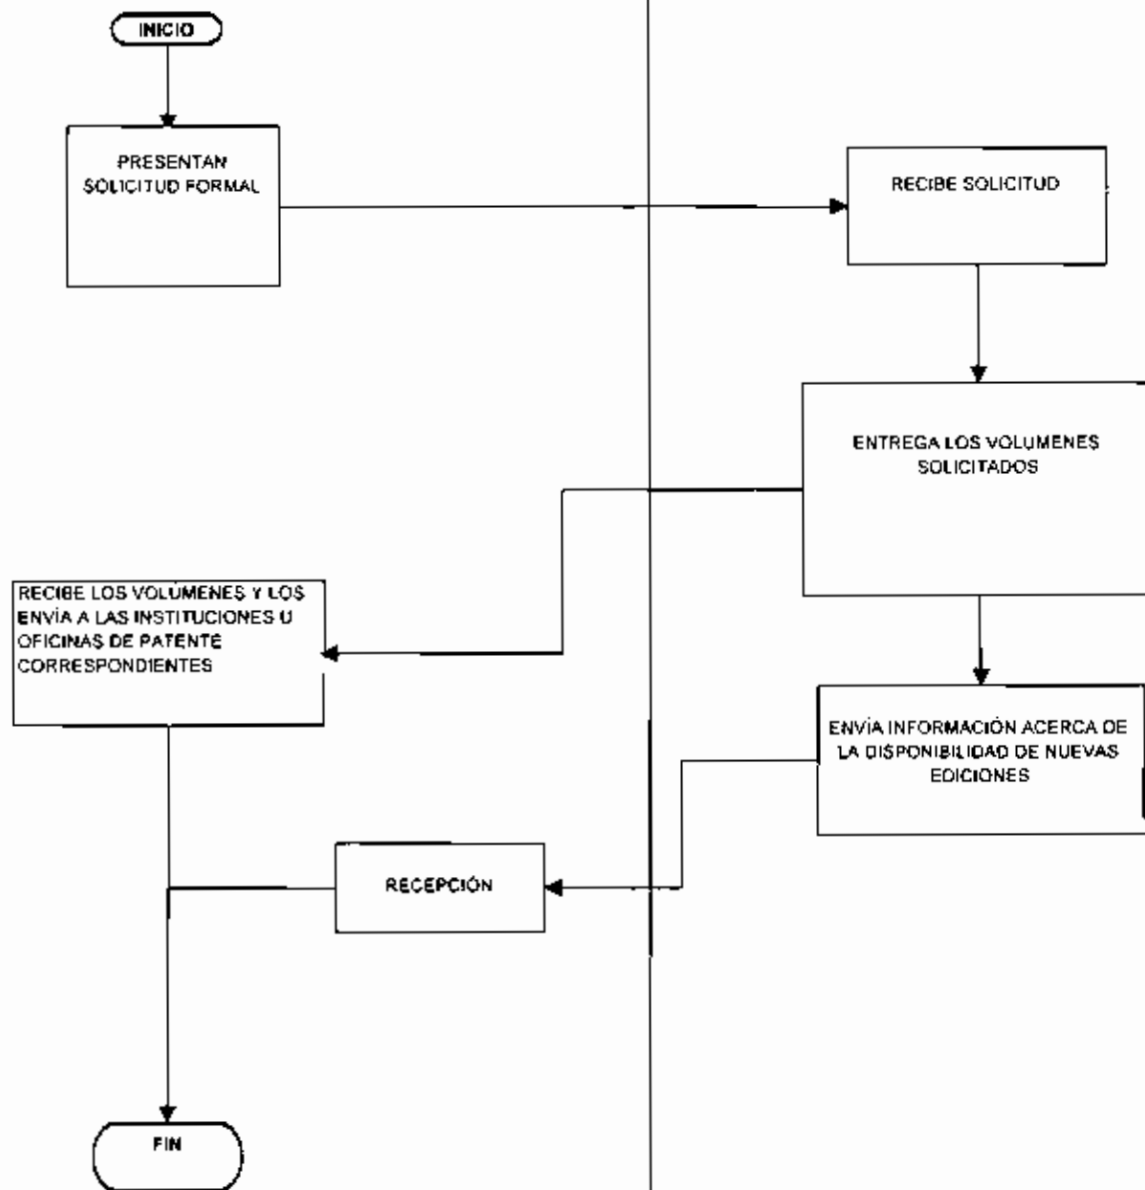 INICIO
PRESENTAN
SOLICITUD FORMAL
RECIBE SOLICITUD
ENTREGA LOS VOLUMENES
SOLICITADOS
RECIBE LOS VOLÚMENES Y LOS
ENVÍA A LAS INSTITUCIONES U
OFICINAS DE PATENTE
CORRESPONDIENTES
ENVÍA INFORMACIÓN ACERCA DE
LA DISPONIBILIDAD DE NUEVAS
EDICIONES
RECEPCIÓN
FIN